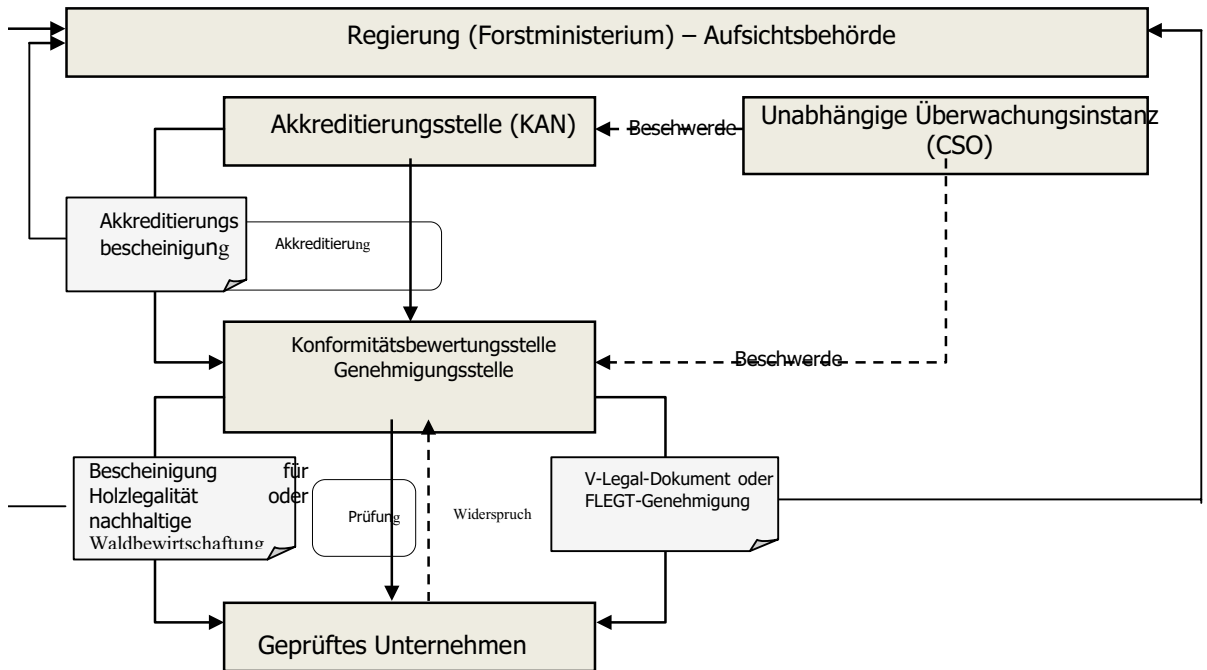 Regierung (Forstministerium) – Aufsichtsbehörde
Akkreditierungsstelle (KAN)
Beschwerde
Unabhängige Überwachungsinstanz
(CSO)
Akkreditierungs
bescheinigung
Akkreditierung
Konformitätsbewertungsstelle
Genehmigungsstelle
Beschwerde
Bescheinigung für
Holzlegalität oder
nachhaltige
Waldbewirtschaftung
Prüfung
Widerspruch
V-Legal-Dokument oder
FLEGT-Genehmigung
Geprüftes Unternehmen